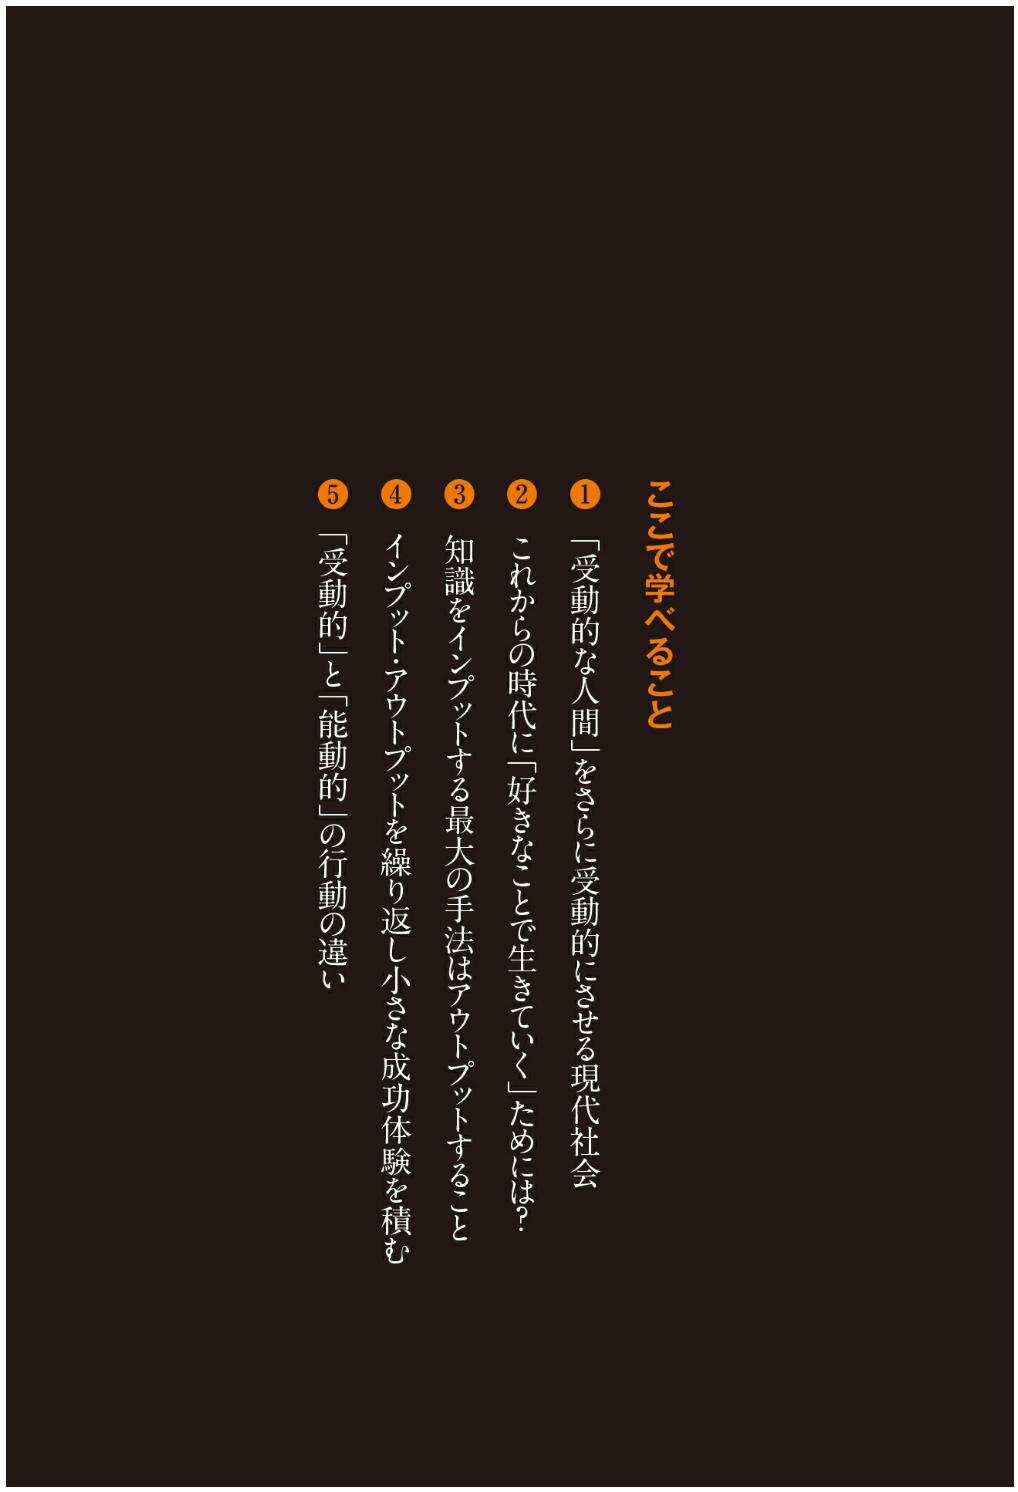 ここで学べること
❶ 「受動的な人間」をさらに受動的にさせる現代社会
❷ これからの時代に「好きなことで生きていく」ためには？
❸ 知識をインプットする最大の手法はアウトプットすること
❹ インプット・アウトプットを繰り返し小さな成功体験を積む
❺ 「受動的」と「能動的」の行動の違い